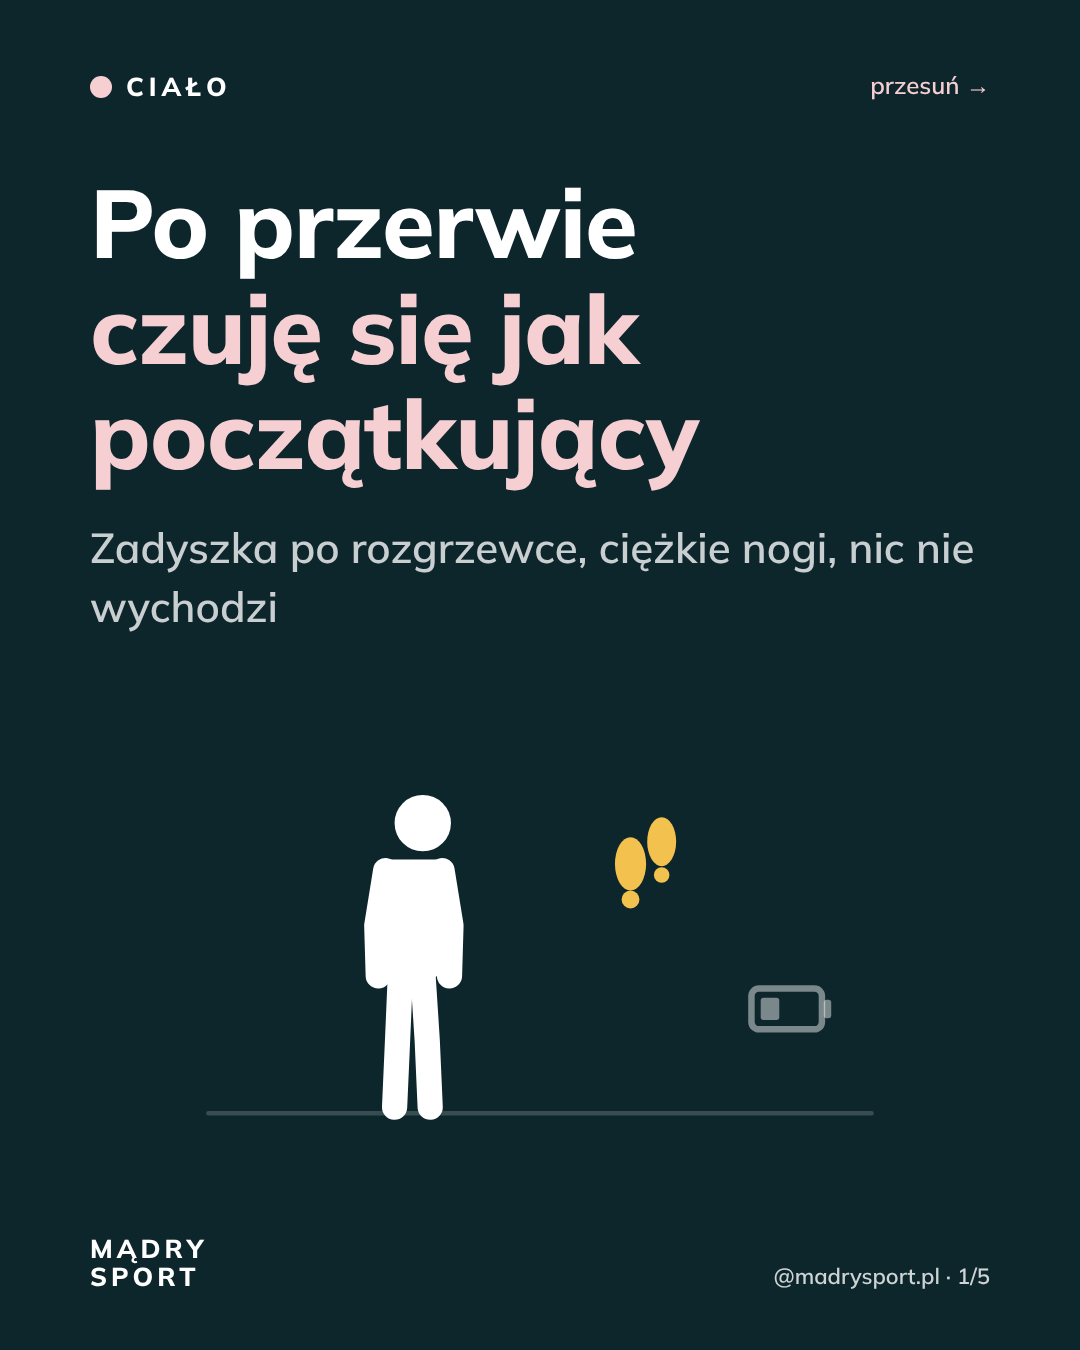 CIAŁO
przesuń →
Po przerwie
czuję się jak
początkujący
Zadyszka po rozgrzewce, ciężkie nogi, nic nie
wychodzi
MĄDRY
SPORT
@madrysport.pl · 1/5